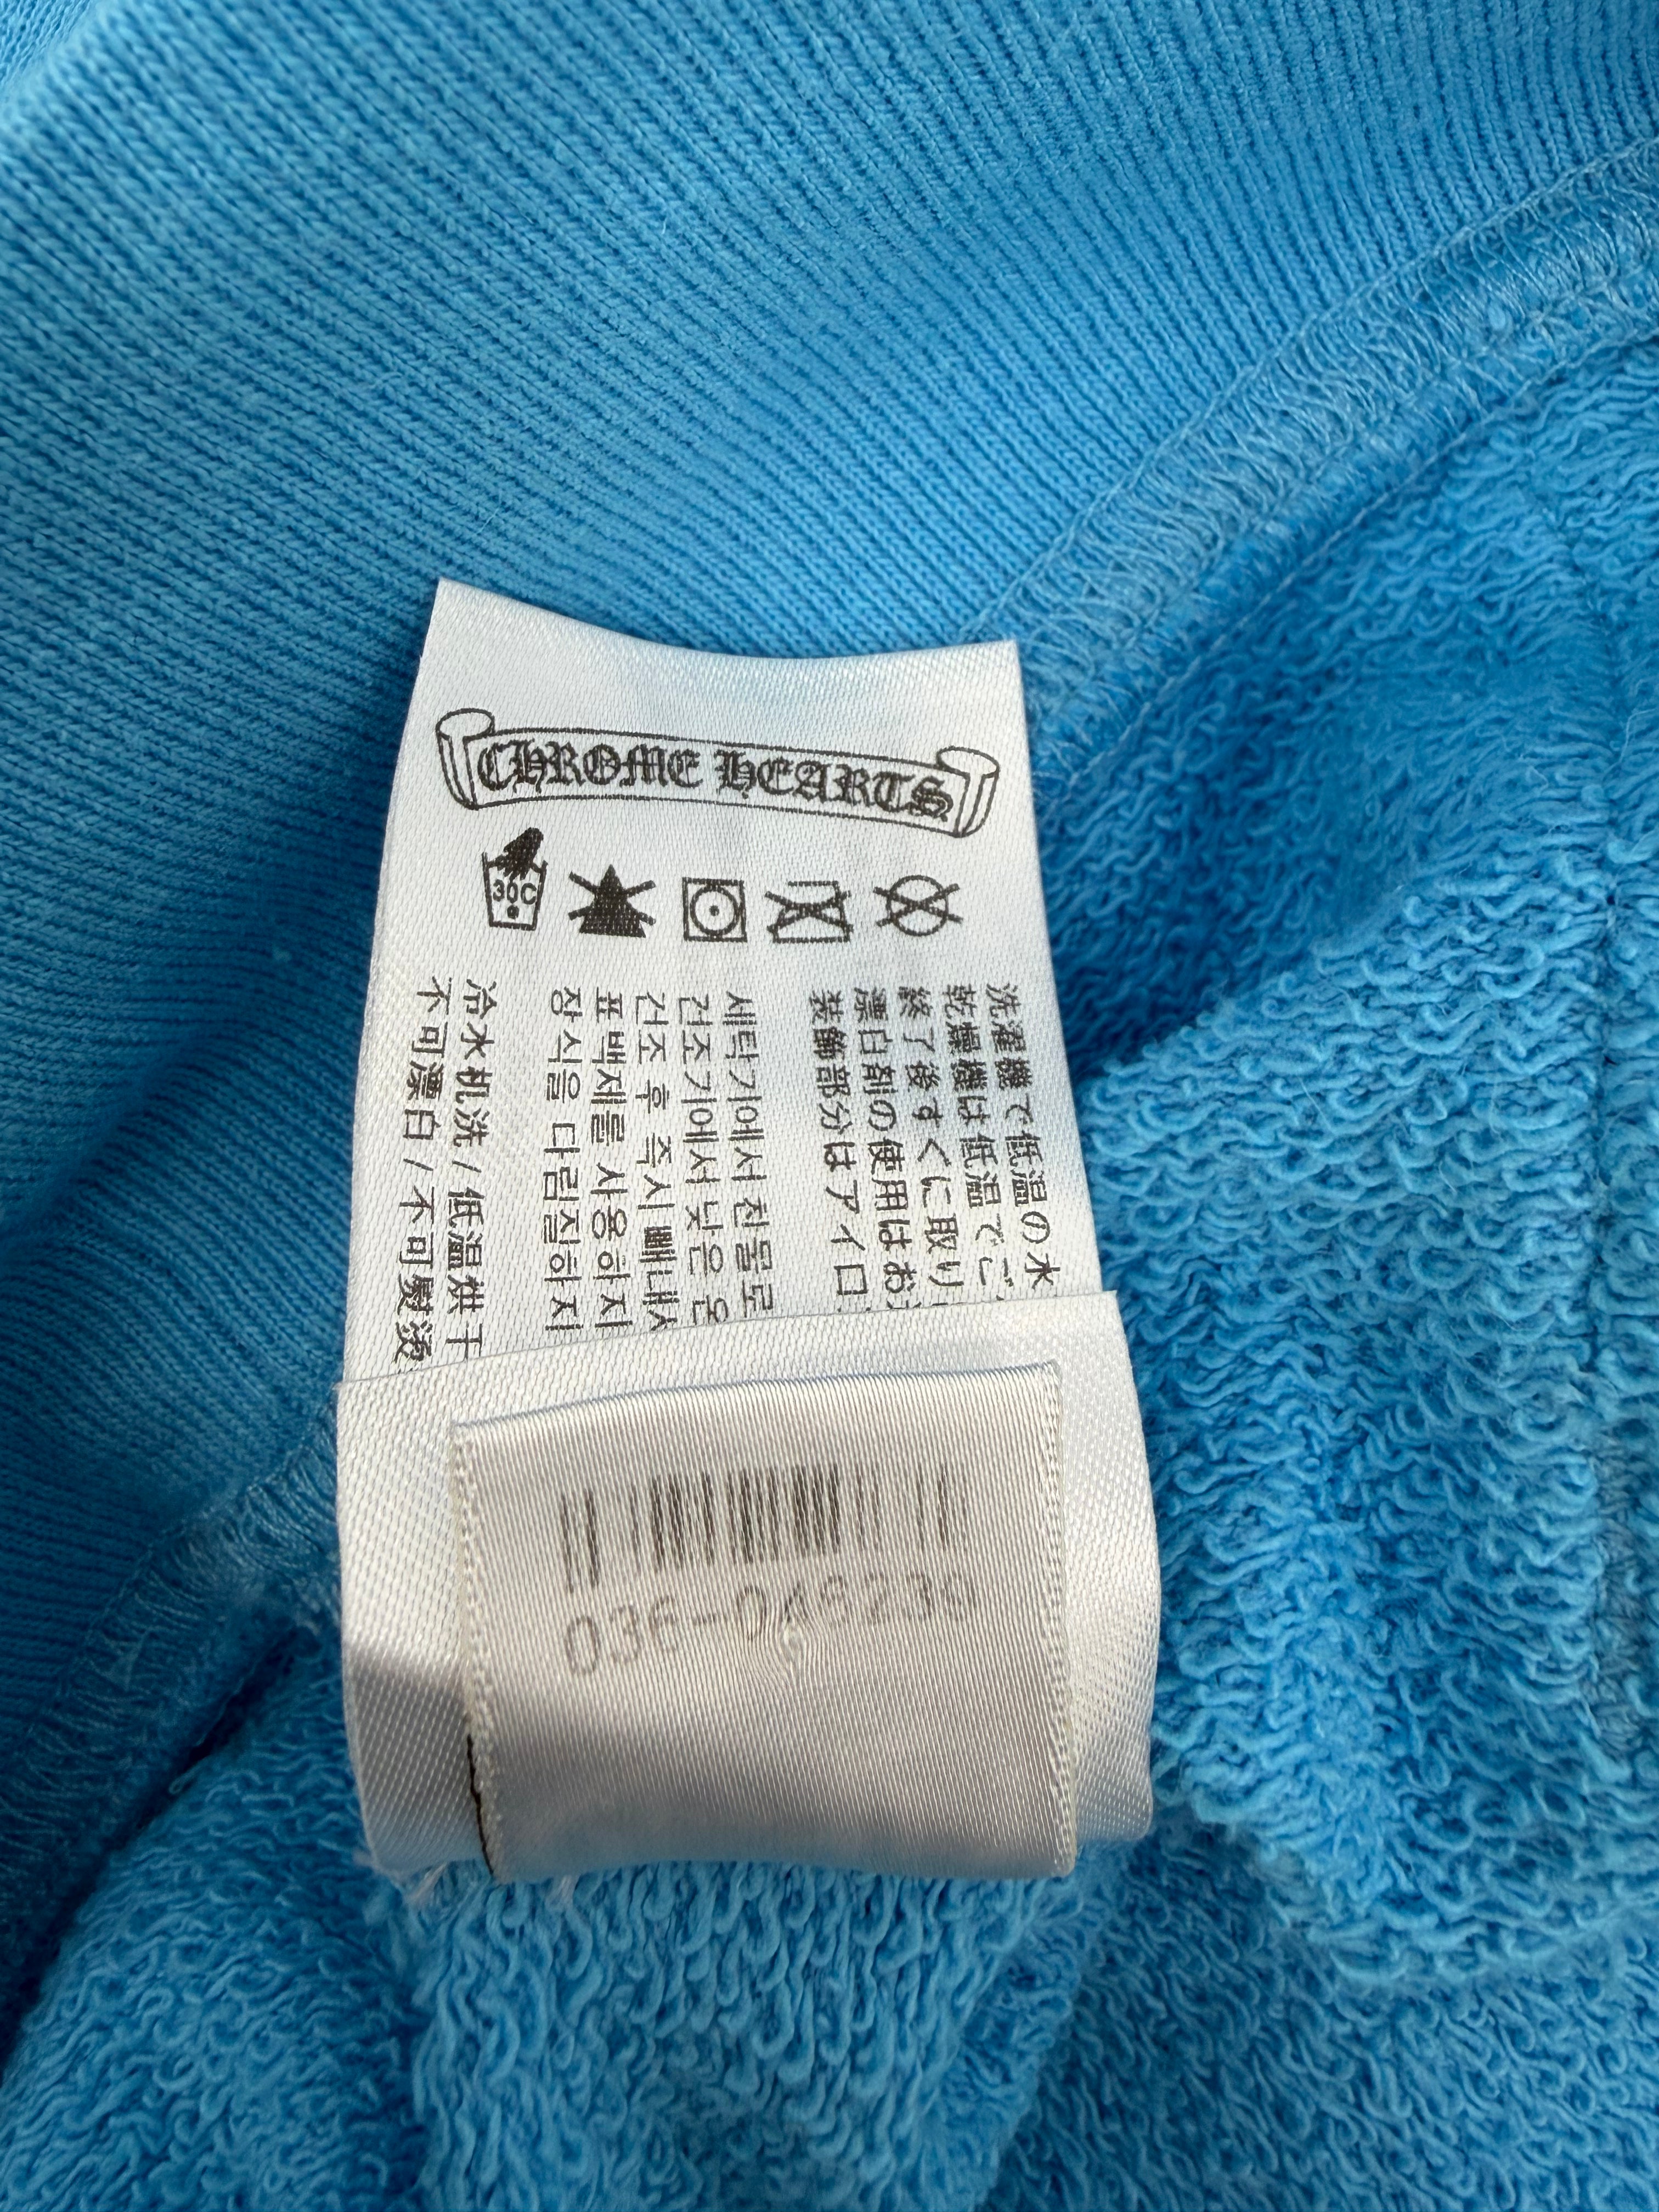 CHROME HEARTS
30C
洗濯機で低温の水
乾燥機は低温でご
終了後すぐに取り
漂白剤の使用はお
装飾部分はアイロ
세탁기에서 찬물로
건조기에서 낮은 온
건조 후 즉시 빼내
표백제를 사용하지
장식을 다림질하지
冷水机洗 / 低温烘干
不可漂白 / 不可熨烫